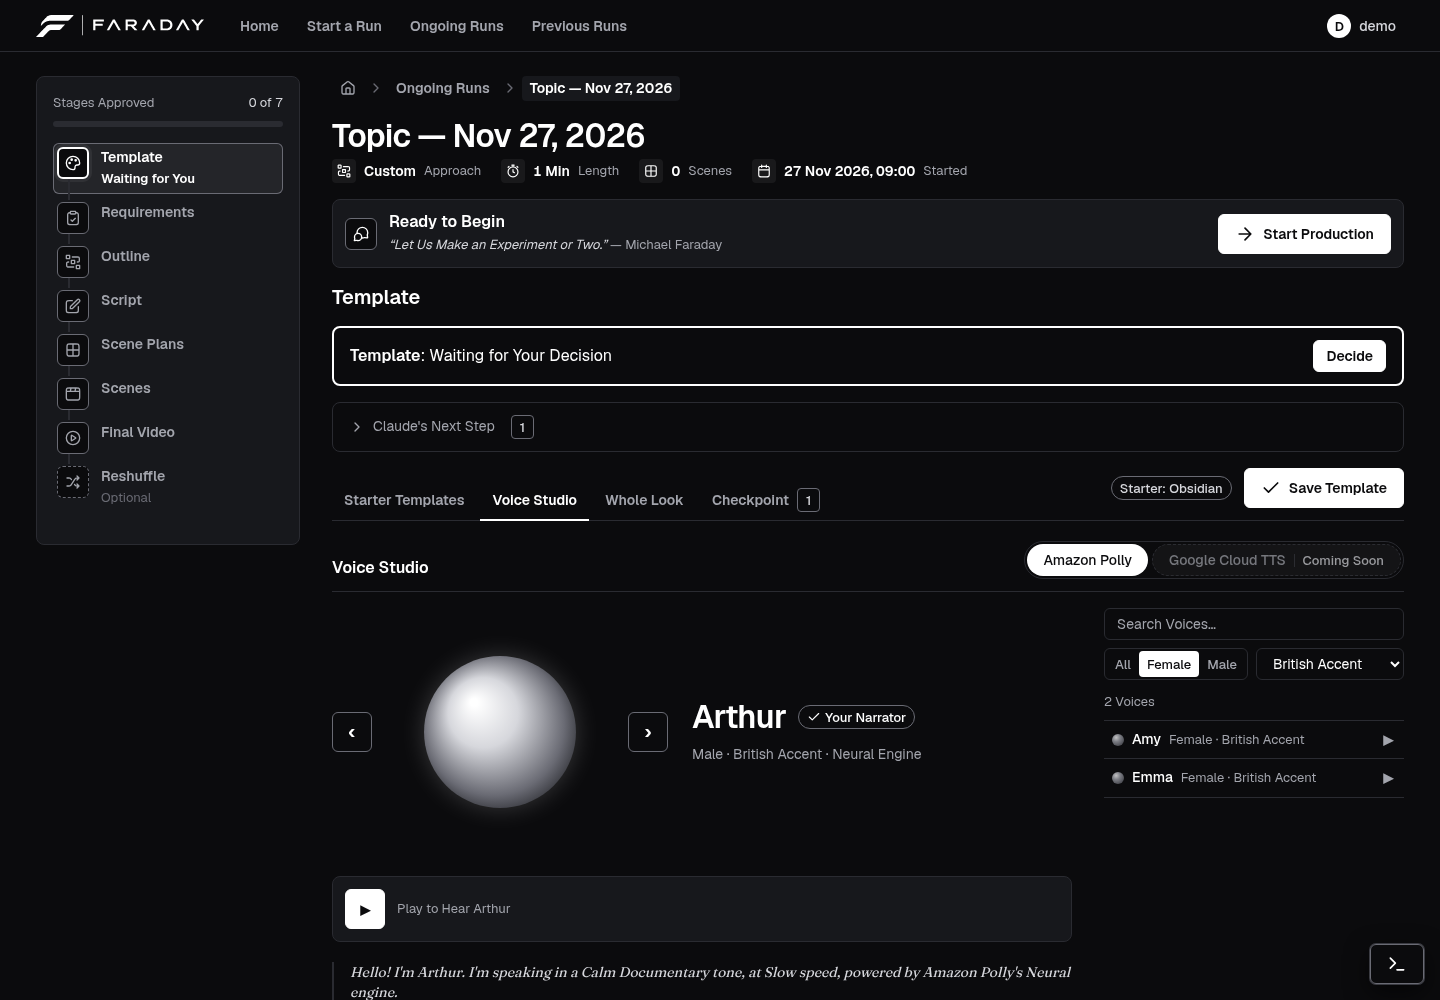 FARADAY
Home
Start a Run
Ongoing Runs
Previous Runs
D
demo
Stages Approved
0 of 7
Template
Waiting for You
Requirements
Outline
Script
Scene Plans
Scenes
Final Video
Reshuffle
Optional
Ongoing Runs
Topic — Nov 27, 2026
Topic — Nov 27, 2026
Custom Approach
1 Min Length
0 Scenes
27 Nov 2026, 09:00 Started
Ready to Begin
“Let Us Make an Experiment or Two.” — Michael Faraday
Start Production
Template
Template: Waiting for Your Decision
Decide
Claude's Next Step 1
Starter Templates
Voice Studio
Whole Look
Checkpoint 1
Starter: Obsidian
Save Template
Voice Studio
Amazon Polly
Google Cloud TTS
Coming Soon
Arthur
Your Narrator
Male · British Accent · Neural Engine
Search Voices…
All
Female
Male
British Accent
2 Voices
Amy Female · British Accent
Emma Female · British Accent
Play to Hear Arthur
Hello! I'm Arthur. I'm speaking in a Calm Documentary tone, at Slow speed, powered by Amazon Polly's Neural
engine.